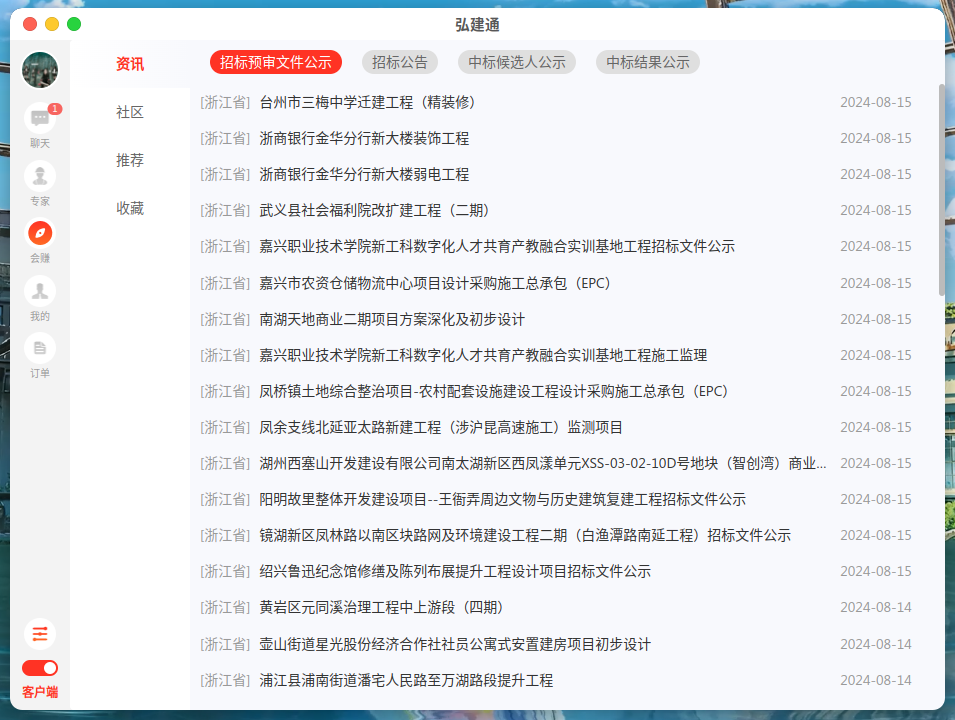 弘建通
1
聊天
专家
会赚
我的
订单
客户端
资讯
社区
推荐
收藏
招标预审文件公示 招标公告 中标候选人公示 中标结果公示
[浙江省] 台州市三梅中学迁建工程（精装修） 2024-08-15
[浙江省] 浙商银行金华分行新大楼装饰工程 2024-08-15
[浙江省] 浙商银行金华分行新大楼弱电工程 2024-08-15
[浙江省] 武义县社会福利院改扩建工程（二期） 2024-08-15
[浙江省] 嘉兴职业技术学院新工科数字化人才共育产教融合实训基地工程招标文件公示 2024-08-15
[浙江省] 嘉兴市农资仓储物流中心项目设计采购施工总承包（EPC） 2024-08-15
[浙江省] 南湖天地商业二期项目方案深化及初步设计 2024-08-15
[浙江省] 嘉兴职业技术学院新工科数字化人才共育产教融合实训基地工程施工监理 2024-08-15
[浙江省] 凤桥镇土地综合整治项目-农村配套设施建设工程设计采购施工总承包（EPC） 2024-08-15
[浙江省] 凤余支线北延亚太路新建工程（涉沪昆高速施工）监测项目 2024-08-15
[浙江省] 湖州西塞山开发建设有限公司南太湖新区西凤漾单元XSS-03-02-10D号地块（智创湾）商业... 2024-08-15
[浙江省] 阳明故里整体开发建设项目--王衙弄周边文物与历史建筑复建工程招标文件公示 2024-08-15
[浙江省] 镜湖新区凤林路以南区块路网及环境建设工程二期（白渔潭路南延工程）招标文件公示 2024-08-15
[浙江省] 绍兴鲁迅纪念馆修缮及陈列布展提升工程设计项目招标文件公示 2024-08-15
[浙江省] 黄岩区元同溪治理工程中上游段（四期） 2024-08-14
[浙江省] 壶山街道星光股份经济合作社社员公寓式安置建房项目初步设计 2024-08-14
[浙江省] 浦江县浦南街道潘宅人民路至万湖路段提升工程 2024-08-14